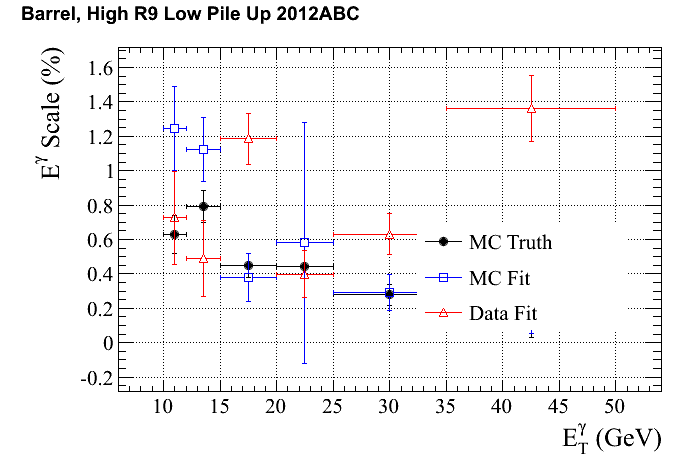 Barrel, High R9 Low Pile Up 2012ABC
E^γ Scale (%)
1.6
1.4
1.2
1
0.8
0.6
0.4
0.2
0
-0.2
MC Truth
MC Fit
Data Fit
10 15 20 25 30 35 40 45 50
E_T^γ (GeV)